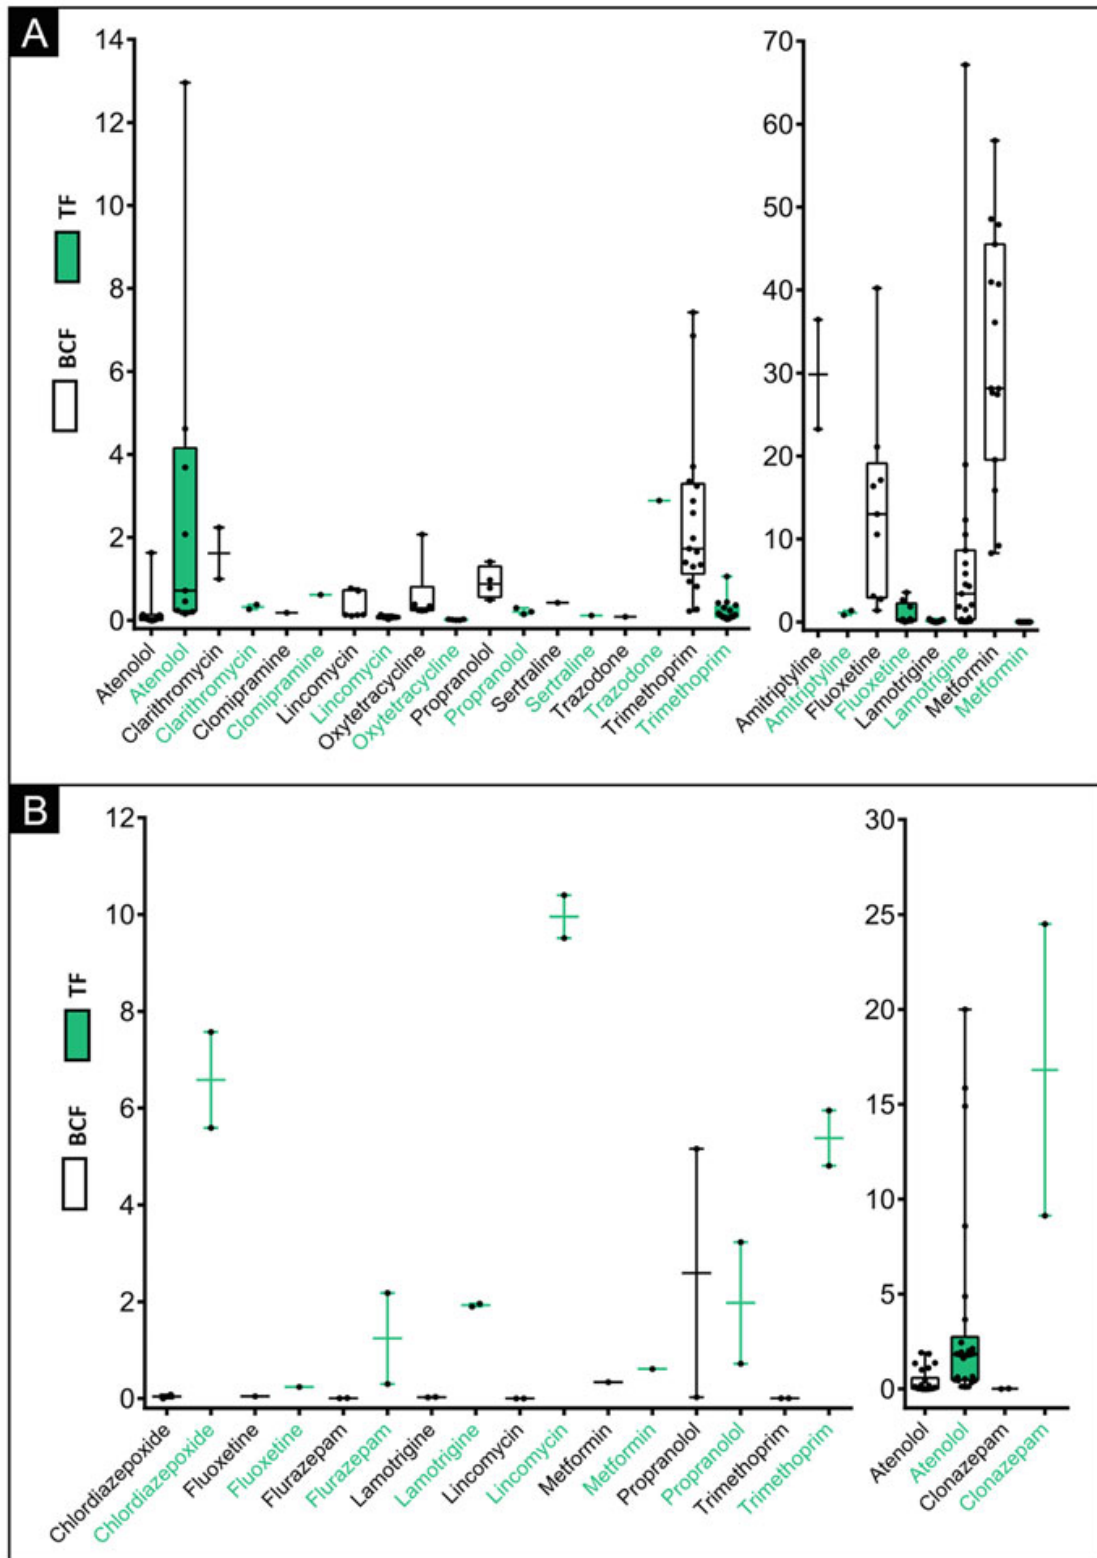 A
14
12
10
8
6
4
2
0
TF
BCF
Atenolol
Atenolol
Clarithromycin
Clarithromycin
Clomipramine
Clomipramine
Lincomycin
Lincomycin
Oxytetracycline
Oxytetracycline
Propranolol
Propranolol
Sertraline
Sertraline
Trazodone
Trazodone
Trimethoprim
Trimethoprim
70
60
50
40
30
20
10
0
Amitriptyline
Amitriptyline
Fluoxetine
Fluoxetine
Lamotrigine
Lamotrigine
Metformin
Metformin
B
12
10
8
6
4
2
0
TF
BCF
Chlordiazepoxide
Chlordiazepoxide
Fluoxetine
Fluoxetine
Flurazepam
Flurazepam
Lamotrigine
Lamotrigine
Lincomycin
Lincomycin
Metformin
Metformin
Propranolol
Propranolol
Trimethoprim
Trimethoprim
30
25
20
15
10
5
0
Atenolol
Atenolol
Clonazepam
Clonazepam